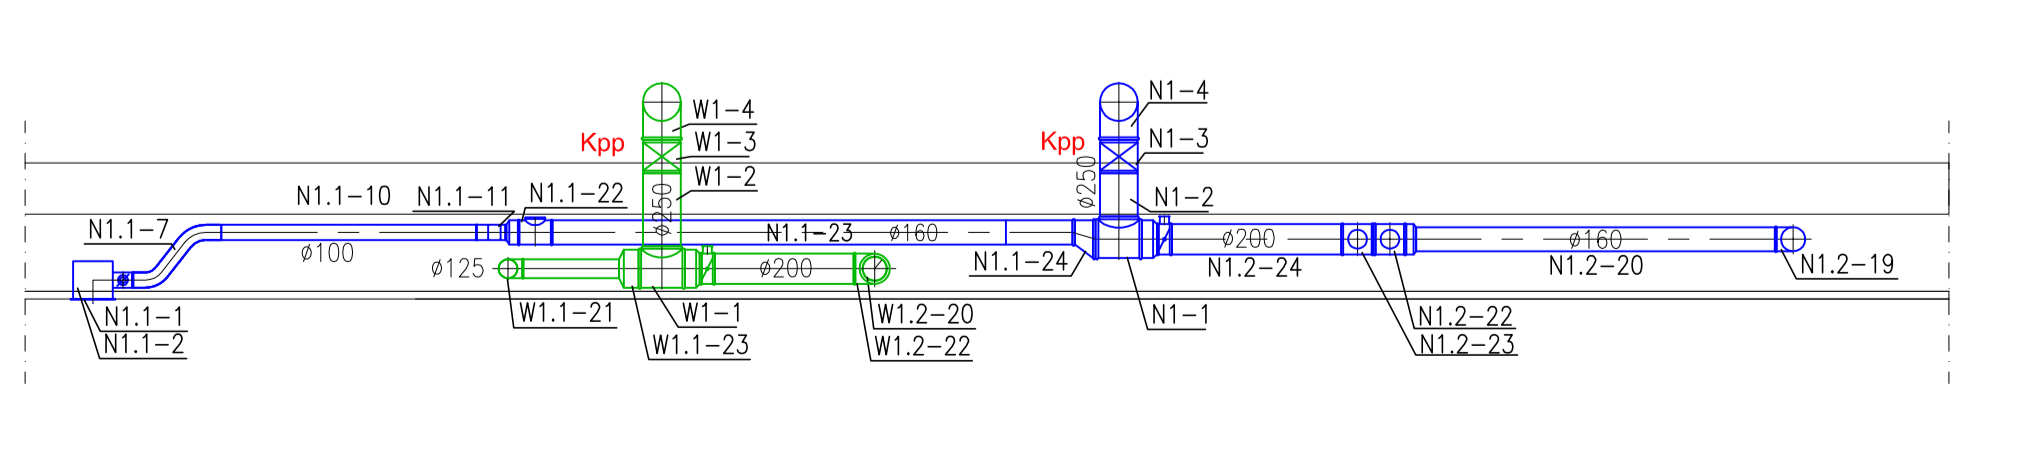 N1-4
W1-4
Kpp
W1-3
Kpp
N1-3
W1-2
ø250
ø250
N1.1-10
N1.1-11
N1.1-22
N1-2
N1.1-7
N1.1-23
ø160
ø200
ø160
ø100
ø125
ø200
N1.1-24
N1.2-24
N1.2-20
N1.2-19
N1.1-1
W1.1-21
W1-1
W1.2-20
N1-1
N1.2-22
N1.1-2
W1.1-23
W1.2-22
N1.2-23